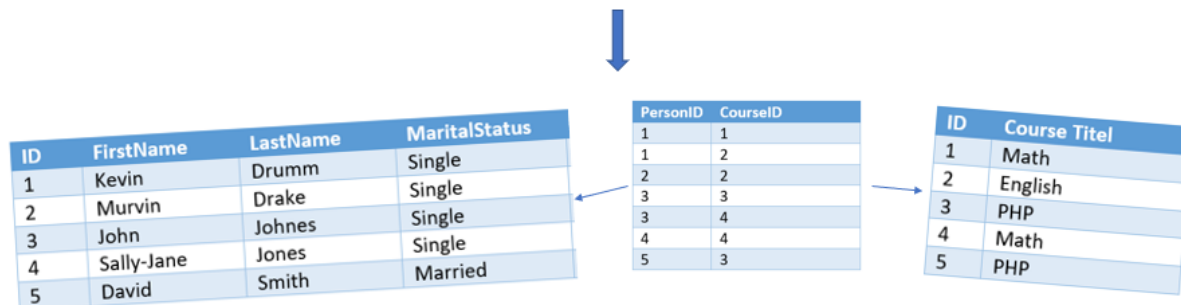 ID FirstName LastName MaritalStatus
1 Kevin Drumm Single
2 Murvin Drake Single
3 John Johnes Single
4 Sally-Jane Jones Single
5 David Smith Married
PersonID CourseID
1 1
1 2
2 2
3 3
3 4
4 4
5 3
ID Course Titel
1 Math
2 English
3 PHP
4 Math
5 PHP